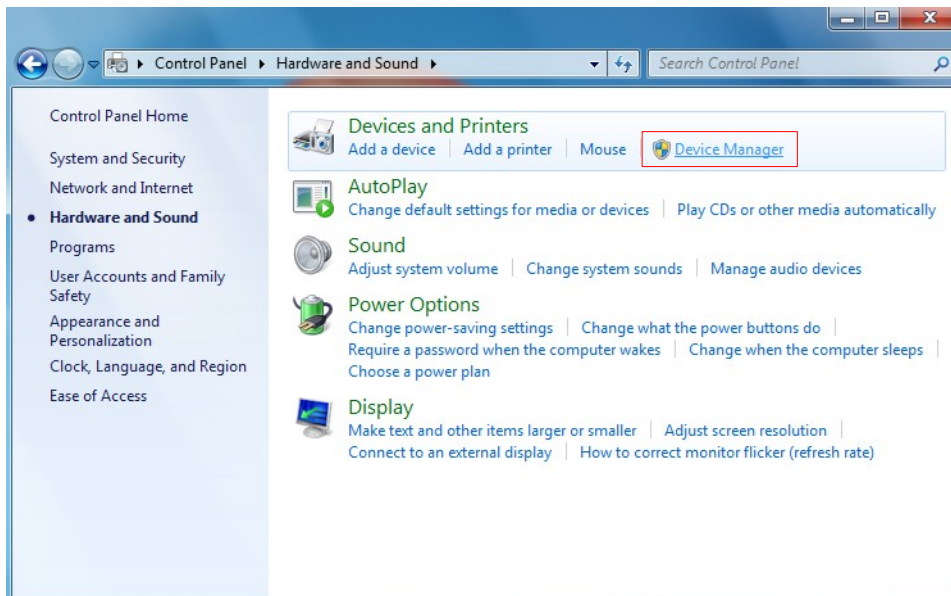 Control Panel Hardware and Sound
Search Control Panel
Control Panel Home
System and Security
Network and Internet
Hardware and Sound
Programs
User Accounts and Family
Safety
Appearance and
Personalization
Clock, Language, and Region
Ease of Access
Devices and Printers
Add a device Add a printer Mouse Device Manager
AutoPlay
Change default settings for media or devices Play CDs or other media automatically
Sound
Adjust system volume Change system sounds Manage audio devices
Power Options
Change power-saving settings Change what the power buttons do
Require a password when the computer wakes Change when the computer sleeps
Choose a power plan
Display
Make text and other items larger or smaller Adjust screen resolution
Connect to an external display How to correct monitor flicker (refresh rate)